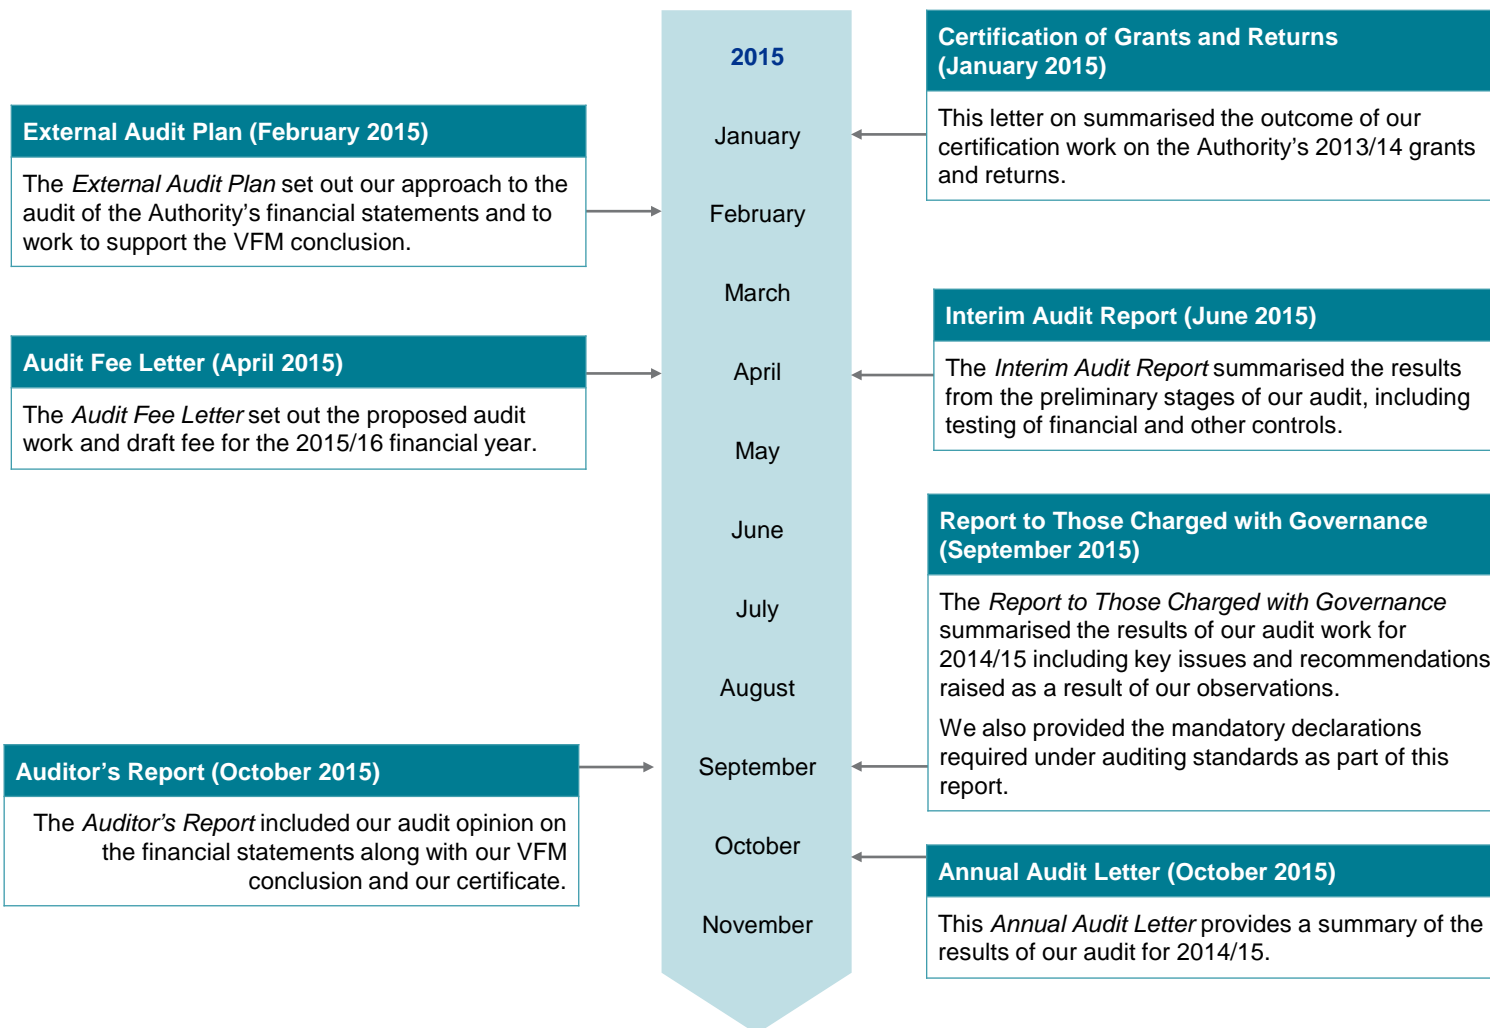 External Audit Plan (February 2015)
The External Audit Plan set out our approach to the
audit of the Authority’s financial statements and to
work to support the VFM conclusion.
Audit Fee Letter (April 2015)
The Audit Fee Letter set out the proposed audit
work and draft fee for the 2015/16 financial year.
Auditor’s Report (October 2015)
The Auditor’s Report included our audit opinion on
the financial statements along with our VFM
conclusion and our certificate.
2015
January
February
March
April
May
June
July
August
September
October
November
Certification of Grants and Returns
(January 2015)
This letter on summarised the outcome of our
certification work on the Authority’s 2013/14 grants
and returns.
Interim Audit Report (June 2015)
The Interim Audit Report summarised the results
from the preliminary stages of our audit, including
testing of financial and other controls.
Report to Those Charged with Governance
(September 2015)
The Report to Those Charged with Governance
summarised the results of our audit work for
2014/15 including key issues and recommendations
raised as a result of our observations.
We also provided the mandatory declarations
required under auditing standards as part of this
report.
Annual Audit Letter (October 2015)
This Annual Audit Letter provides a summary of the
results of our audit for 2014/15.